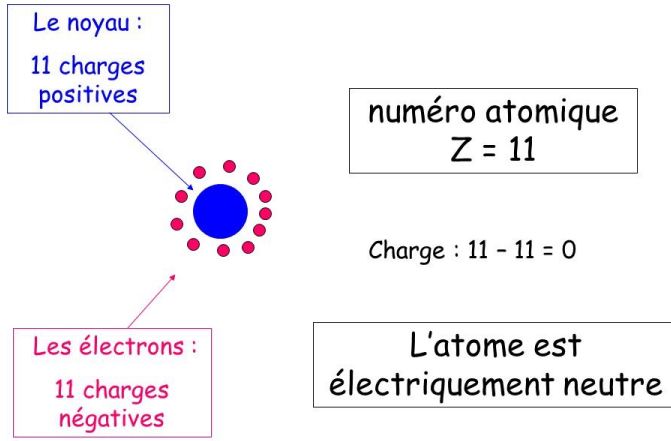 Le noyau :
11 charges
positives
numéro atomique
Z = 11
Charge : 11 – 11 = 0
Les électrons :
11 charges
négatives
L'atome est
électriquement neutre